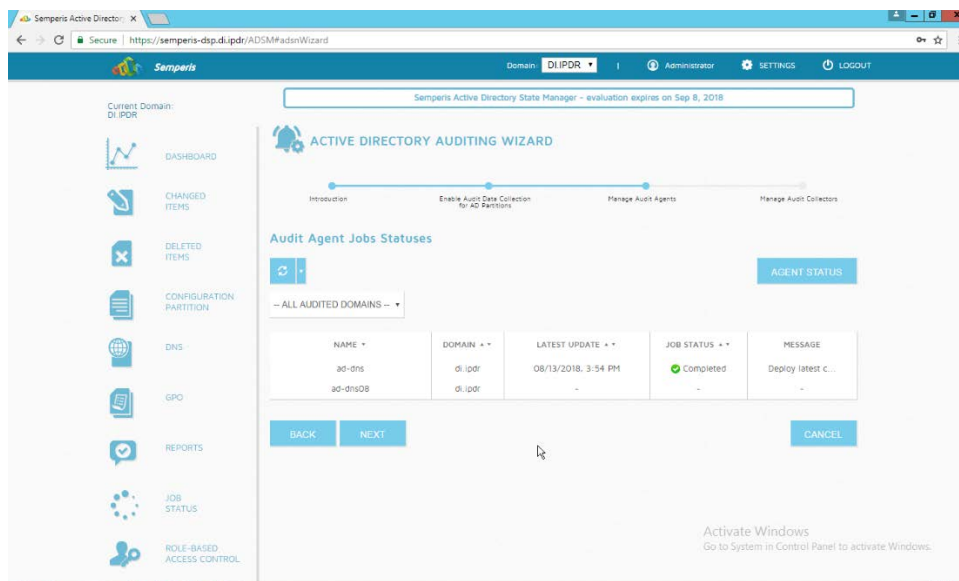 Semperis Active Director
Secure | https://semperis-dsp.di.ipdr/ADSM#adsnWizard
Semperis
Domain: DI.IPDR
Administrator
SETTINGS
LOGOUT
Current Domain:
DI.IPDR
Semperis Active Directory State Manager - evaluation expires on Sep 8, 2018
ACTIVE DIRECTORY AUDITING WIZARD
Introduction
Enable Audit Data Collection
for AD Partitions
Manage Audit Agents
Manage Audit Collectors
DASHBOARD
CHANGED
ITEMS
DELETED
ITEMS
CONFIGURATION
PARTITION
DNS
GPO
REPORTS
JOB
STATUS
ROLE-BASED
ACCESS CONTROL
Audit Agent Jobs Statuses
AGENT STATUS
-- ALL AUDITED DOMAINS --
NAME DOMAIN LATEST UPDATE JOB STATUS MESSAGE
ad-dns di.ipdr 08/13/2018, 3:54 PM Completed Deploy latest c...
ad-dns08 di.ipdr - - -
BACK NEXT CANCEL
Activate Windows
Go to System in Control Panel to activate Windows.